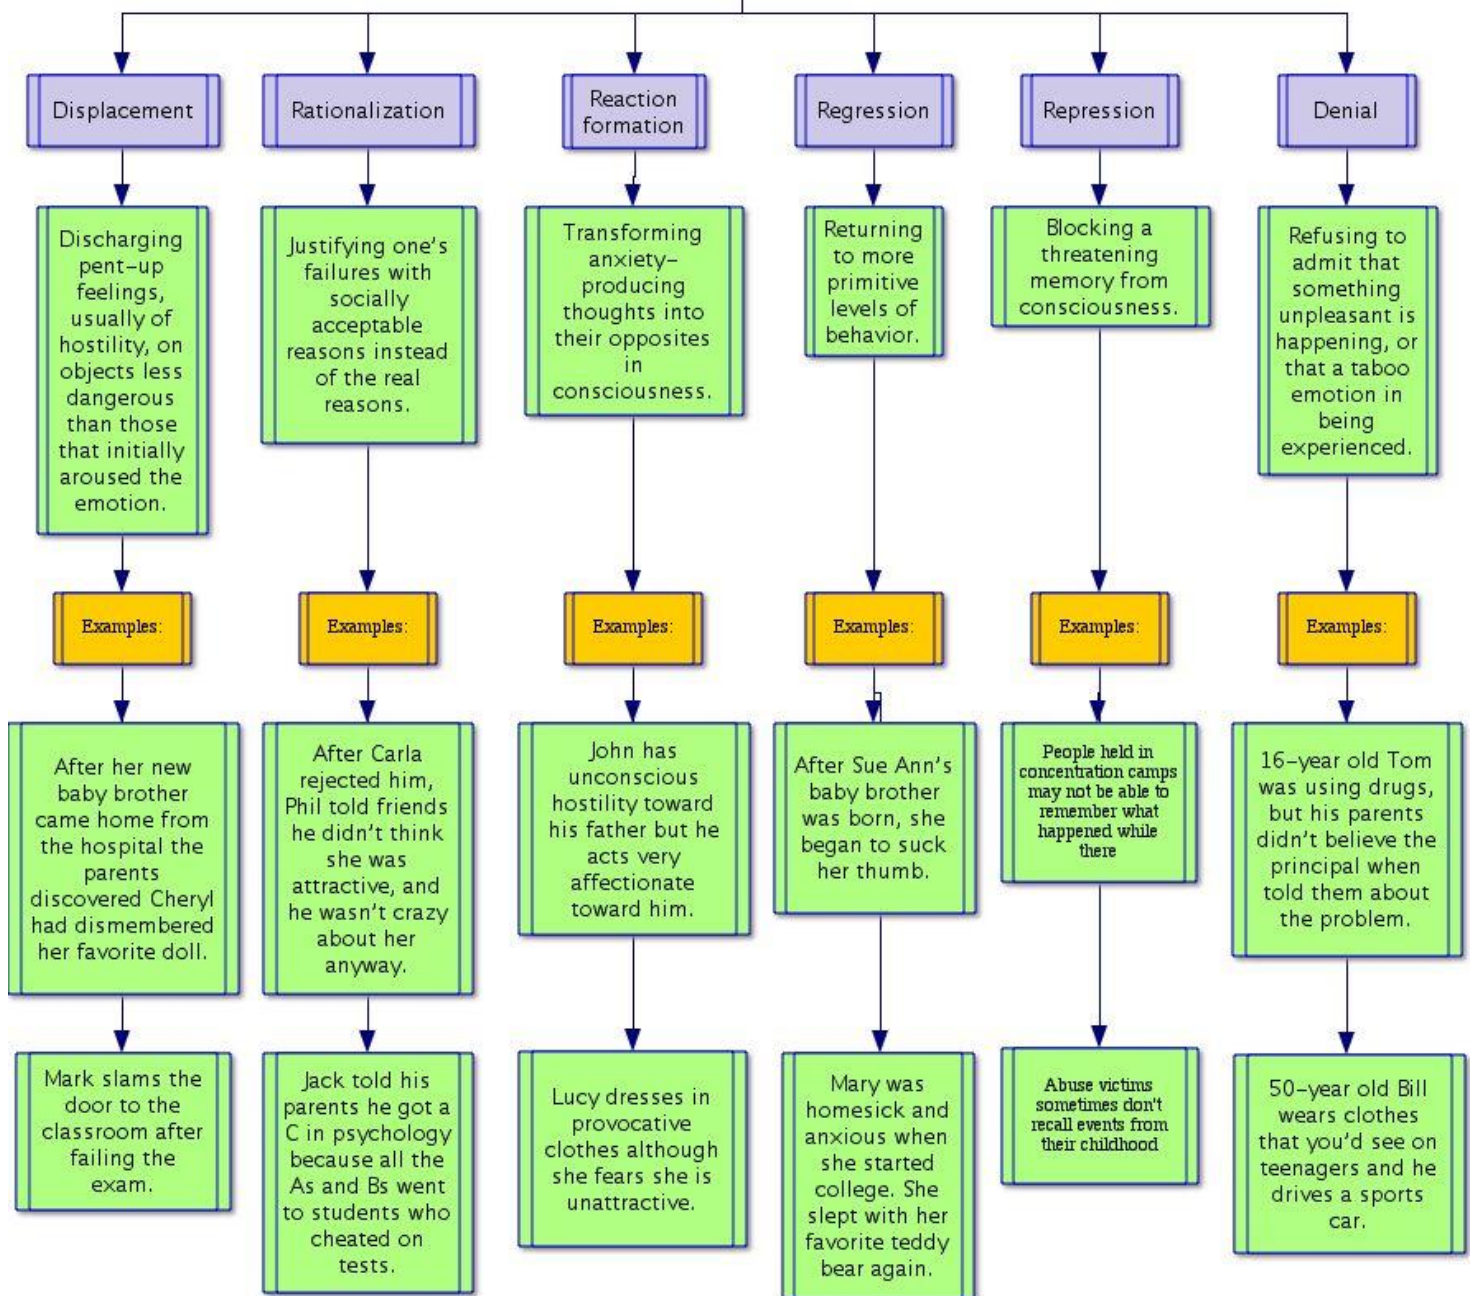 Displacement
Rationalization
Reaction
formation
Regression
Repression
Denial
Discharging
pent-up
feelings,
usually of
hostility, on
objects less
dangerous
than those
that initially
aroused the
emotion.
Justifying one's
failures with
socially
acceptable
reasons instead
of the real
reasons.
Transforming
anxiety-
producing
thoughts into
their opposites
in
consciousness.
Returning
to more
primitive
levels of
behavior.
Blocking a
threatening
memory from
consciousness.
Refusing to
admit that
something
unpleasant is
happening, or
that a taboo
emotion in
being
experienced.
Examples:
Examples:
Examples:
Examples:
Examples:
Examples:
After her new
baby brother
came home from
the hospital the
parents
discovered Cheryl
had dismembered
her favorite doll.
After Carla
rejected him,
Phil told friends
he didn't think
she was
attractive, and
he wasn't crazy
about her
anyway.
John has
unconscious
hostility toward
his father but he
acts very
affectionate
toward him.
After Sue Ann's
baby brother
was born, she
began to suck
her thumb.
People held in
concentration camps
may not be able to
remember what
happened while
there
16-year old Tom
was using drugs,
but his parents
didn't believe the
principal when
told them about
the problem.
Mark slams the
door to the
classroom after
failing the
exam.
Jack told his
parents he got a
C in psychology
because all the
As and Bs went
to students who
cheated on
tests.
Lucy dresses in
provocative
clothes although
she fears she is
unattractive.
Mary was
homesick and
anxious when
she started
college. She
slept with her
favorite teddy
bear again.
Abuse victims
sometimes don't
recall events from
their childhood
50-year old Bill
wears clothes
that you'd see on
teenagers and he
drives a sports
car.